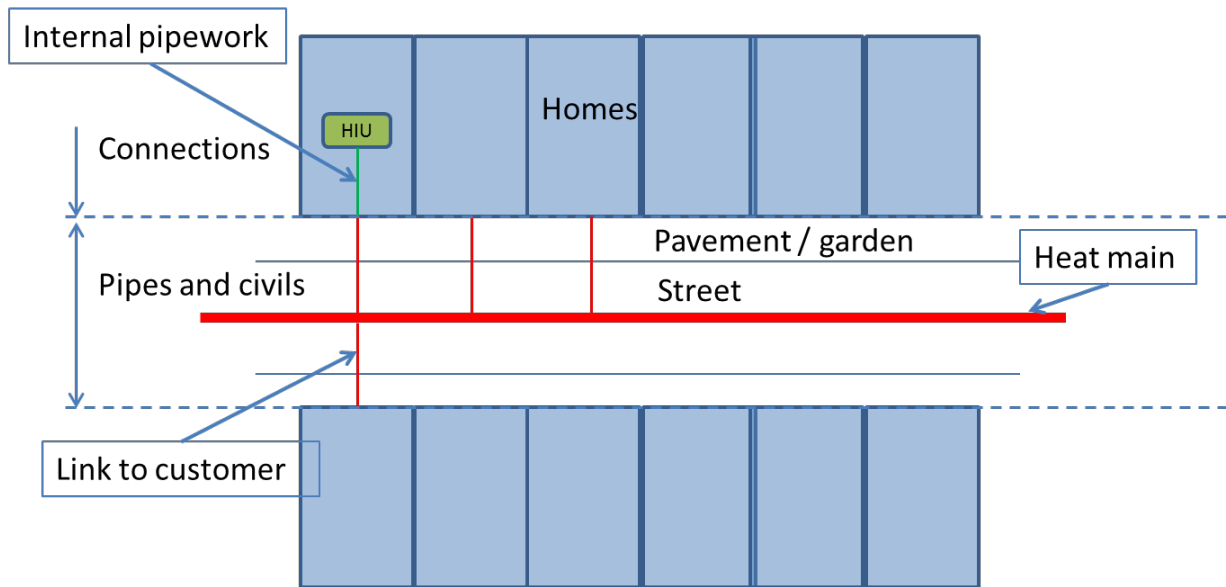 Internal pipework
Homes
HIU
Connections
Pavement / garden
Heat main
Pipes and civils
Street
Link to customer